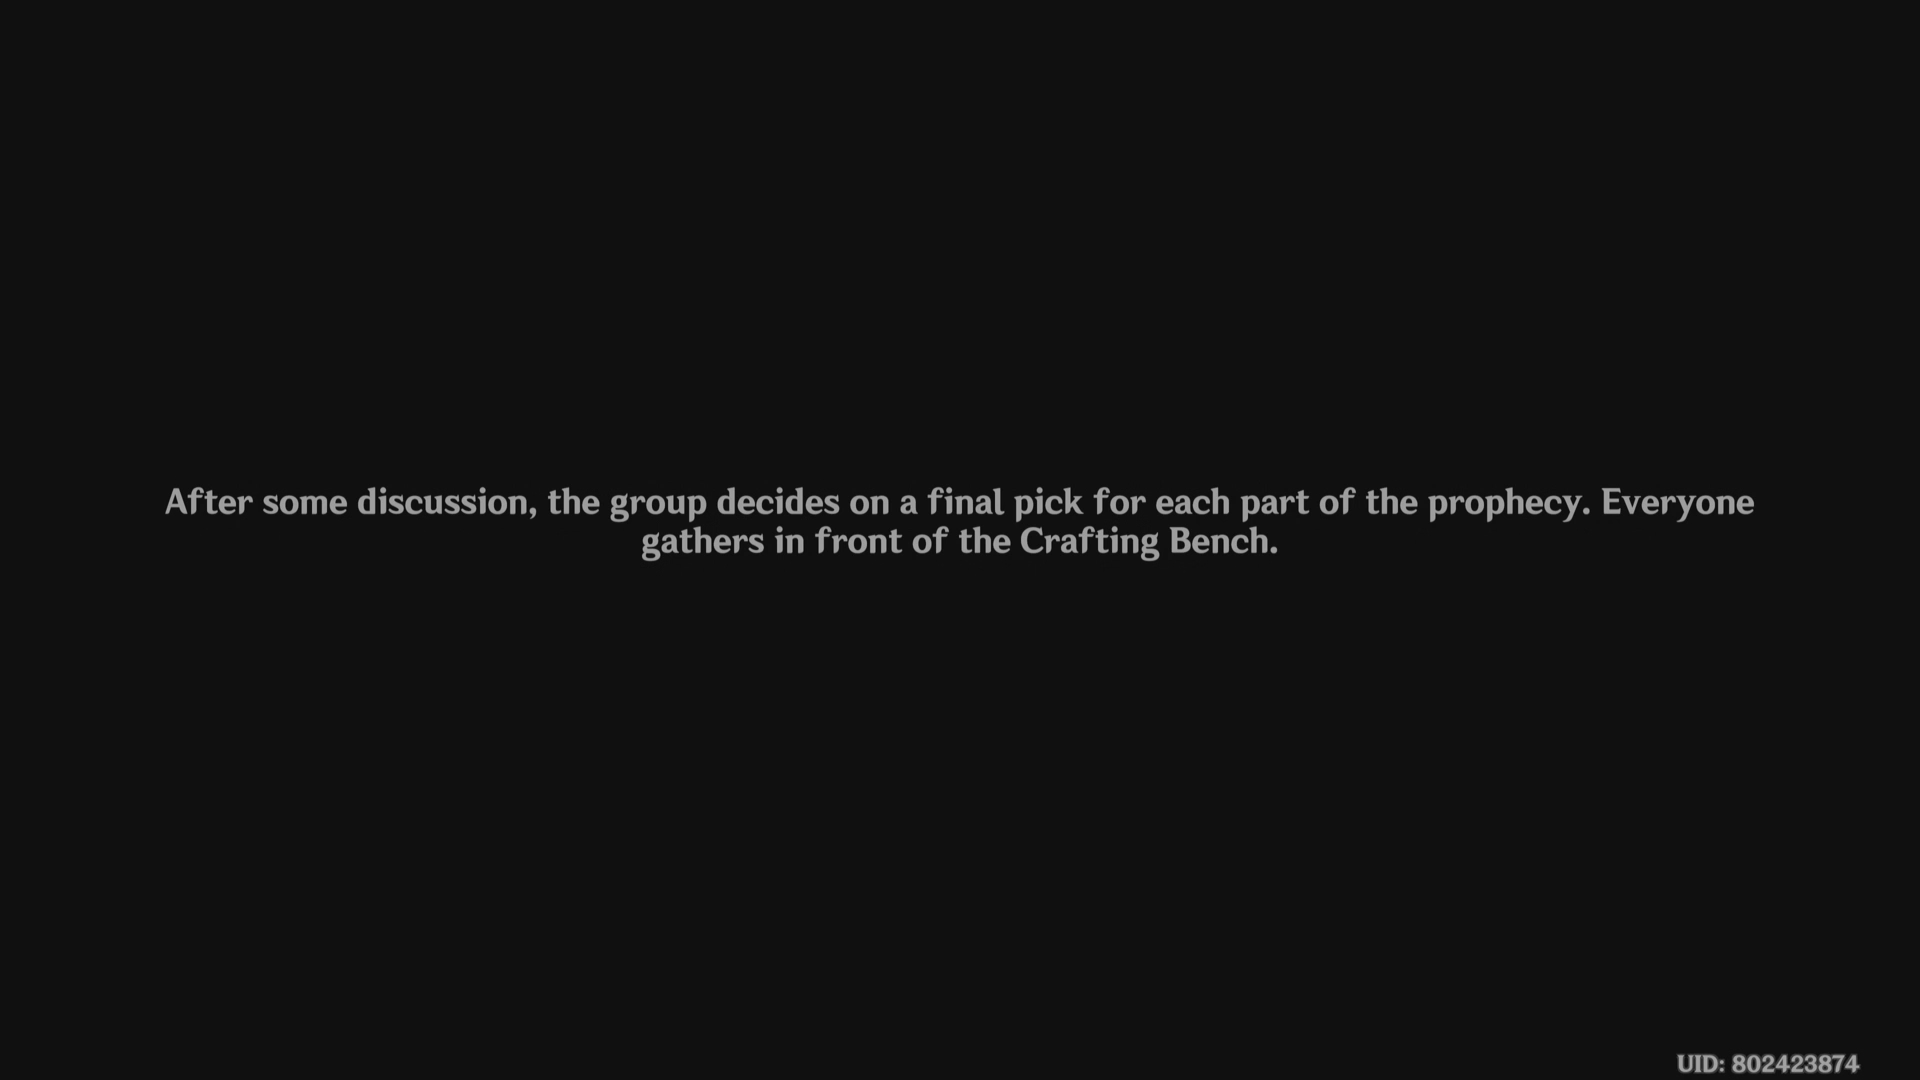 After some discussion, the group decides on a final pick for each part of the prophecy. Everyone
gathers in front of the Crafting Bench.
UID: 802423874